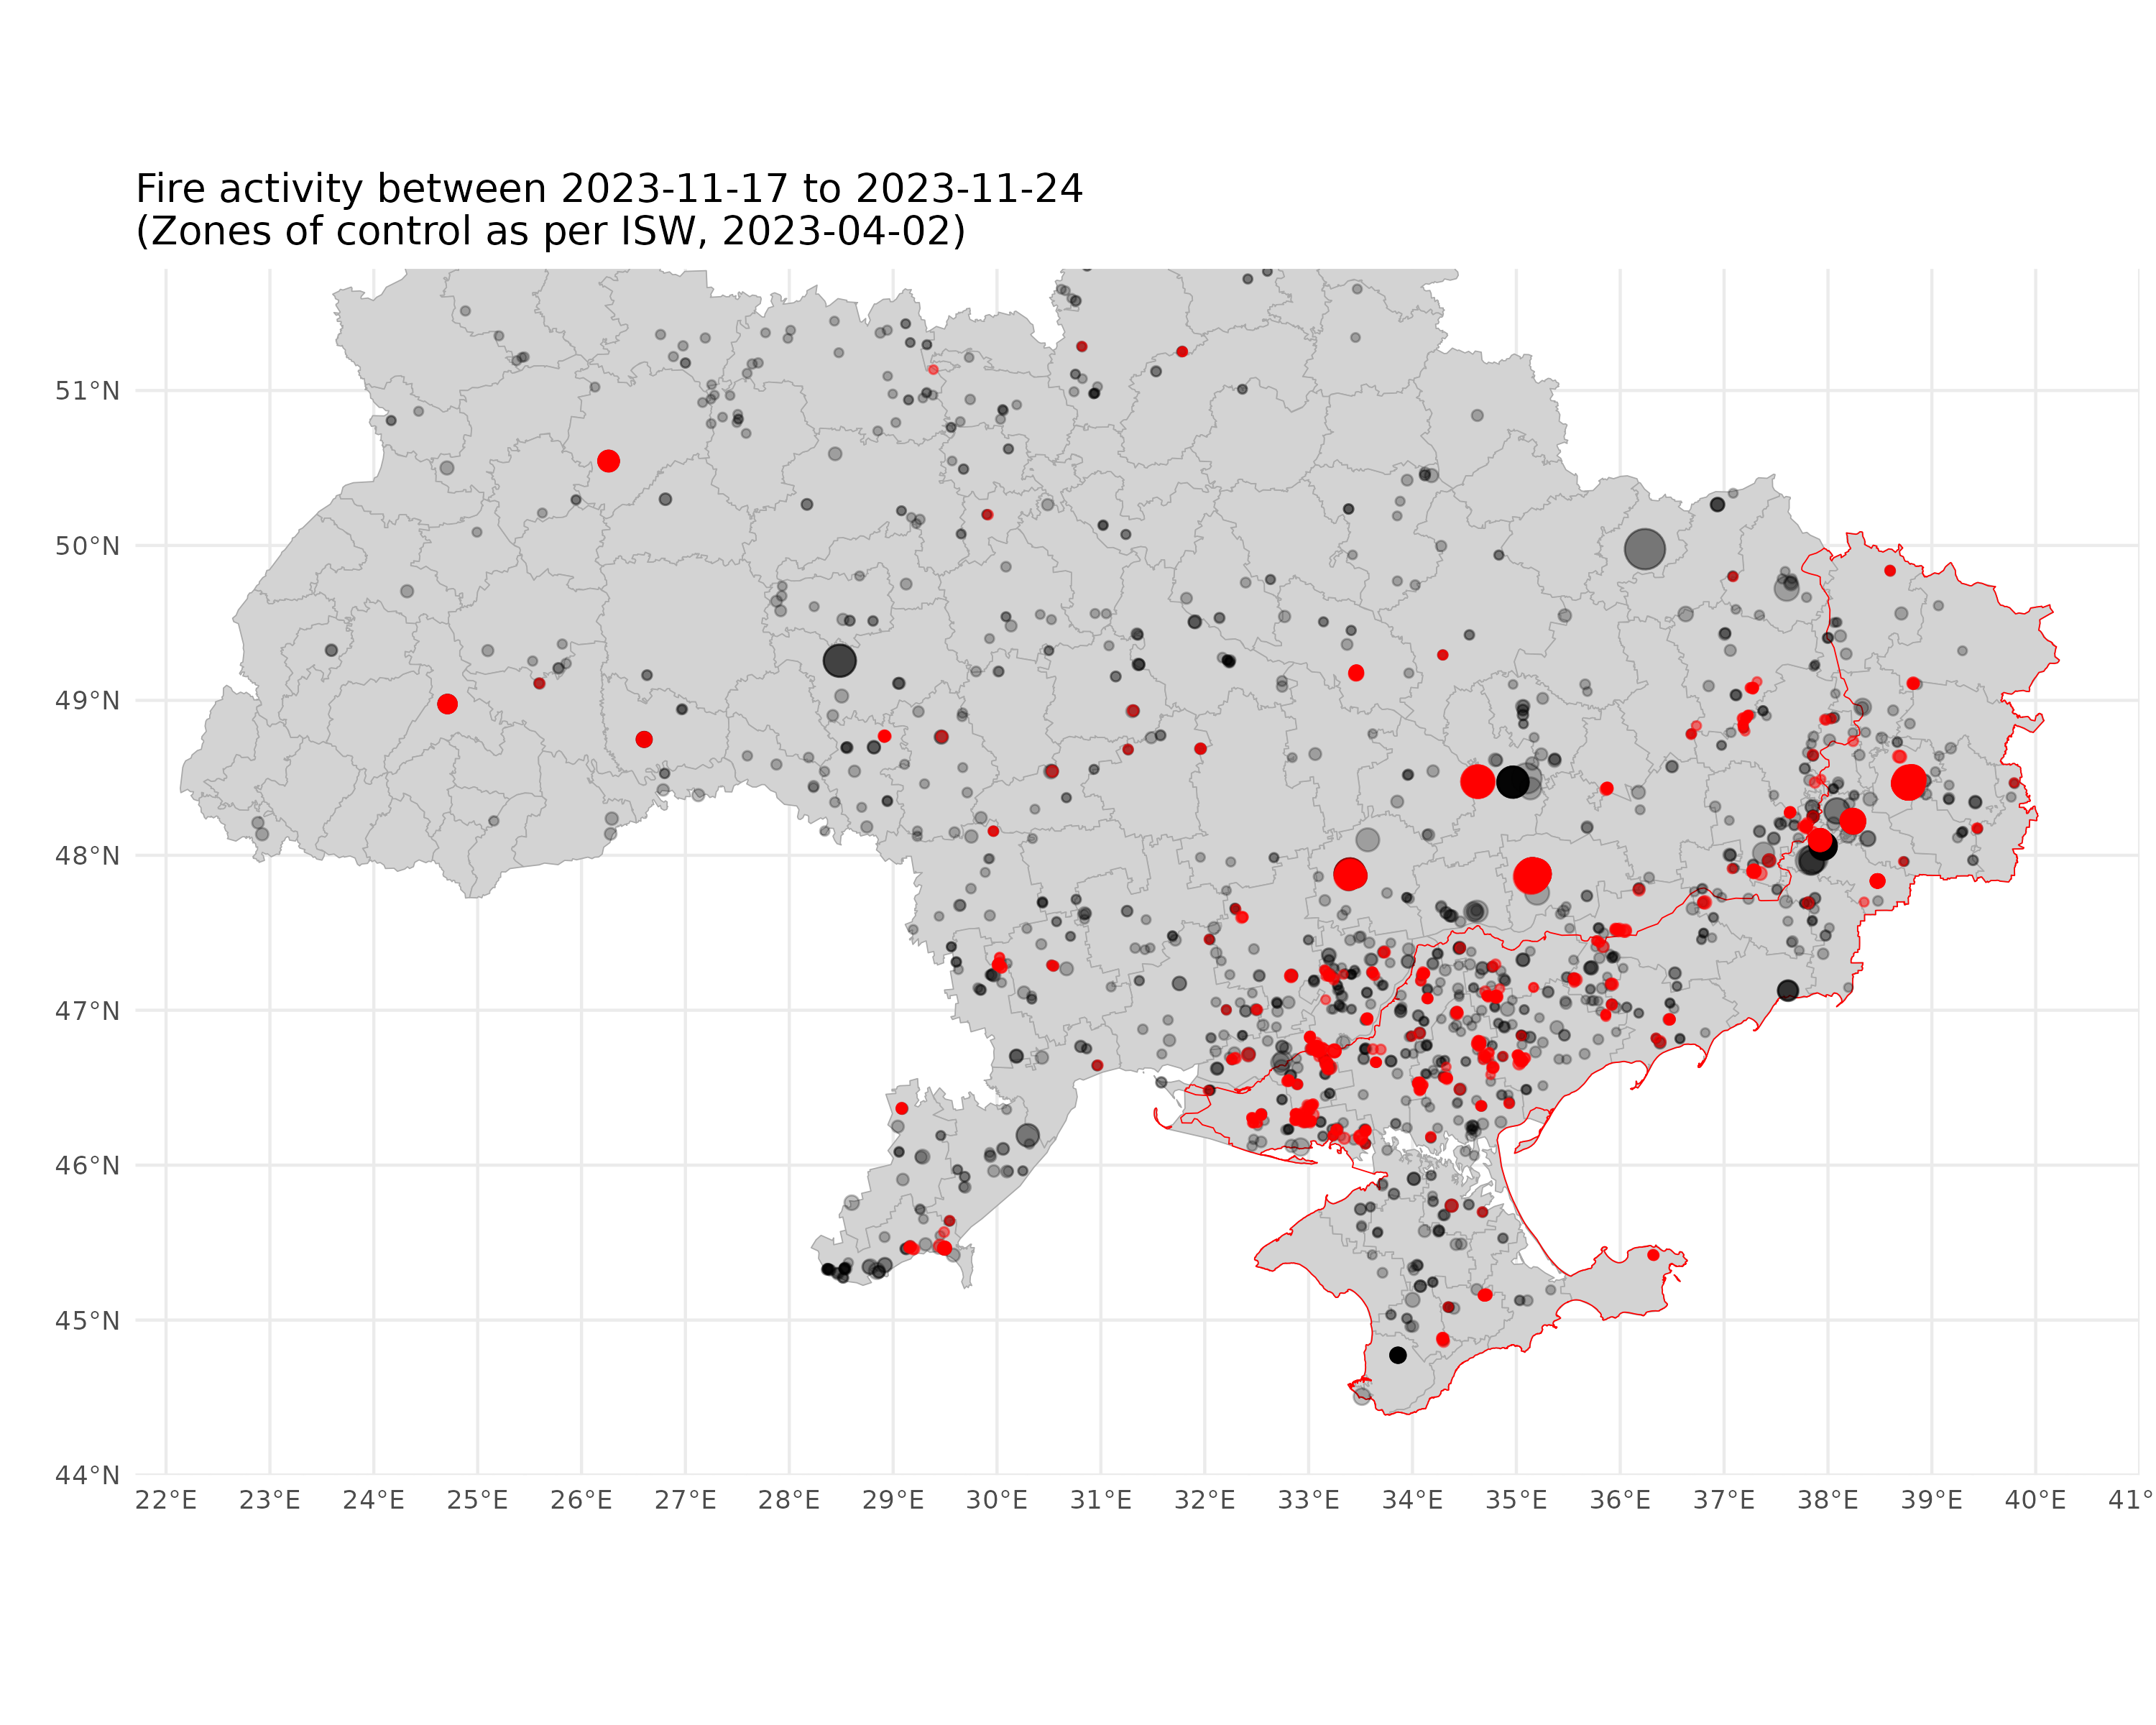 Fire activity between 2023-11-17 to 2023-11-24
(Zones of control as per ISW, 2023-04-02)
51°N
50°N
49°N
48°N
47°N
46°N
45°N
44°N
22°E 23°E 24°E 25°E 26°E 27°E 28°E 29°E 30°E 31°E 32°E 33°E 34°E 35°E 36°E 37°E 38°E 39°E 40°E 41°